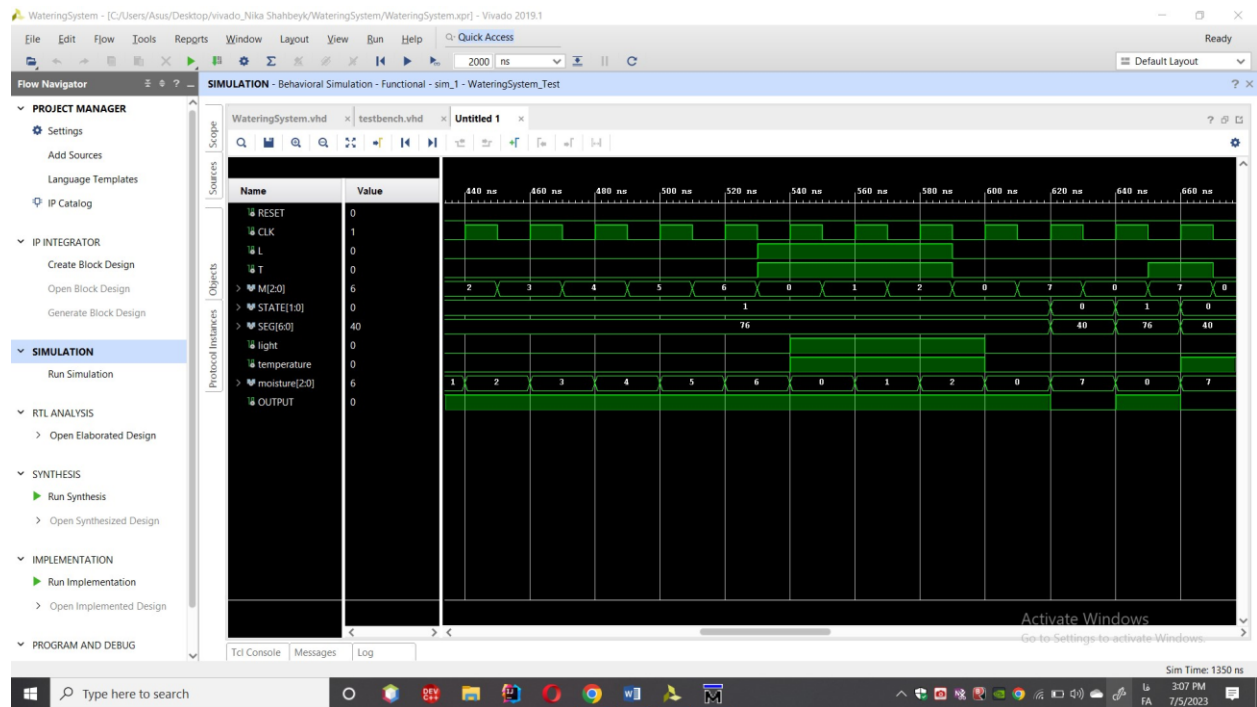 WateringSystem - [C:/Users/Asus/Desktop/vivado_Nika Shahbeyk/WateringSystem/WateringSystem.xpr] - Vivado 2019.1
File Edit Flow Tools Reports Window Layout View Run Help Quick Access Ready
2000 ns Default Layout
Flow Navigator ? SIMULATION - Behavioral Simulation - Functional - sim_1 - WateringSystem_Test ?
PROJECT MANAGER
Settings
Add Sources
Language Templates
IP Catalog
IP INTEGRATOR
Create Block Design
Open Block Design
Generate Block Design
SIMULATION
Run Simulation
RTL ANALYSIS
Open Elaborated Design
SYNTHESIS
Run Synthesis
Open Synthesized Design
IMPLEMENTATION
Run Implementation
Open Implemented Design
PROGRAM AND DEBUG
Scope
Sources
Objects
Protocol Instances
WateringSystem.vhd testbench.vhd Untitled 1 ?
Name Value 440 ns 460 ns 480 ns 500 ns 520 ns 540 ns 560 ns 580 ns 600 ns 620 ns 640 ns 660 ns
RESET 0
CLK 1
L 0
T 0
M[2:0] 6 2 3 4 5 6 0 1 2 0 7 0 7 0
STATE[1:0] 0 1 0 1 0
SEG[6:0] 40 76 40 76 40
light 0
temperature 0
moisture[2:0] 6 1 2 3 4 5 6 0 1 2 0 7 0 7
OUTPUT 0
Activate Windows
Go to Settings to activate Windows.
Tcl Console Messages Log
Sim Time: 1350 ns
Type here to search
DEV C++
فا
FA
3:07 PM
7/5/2023